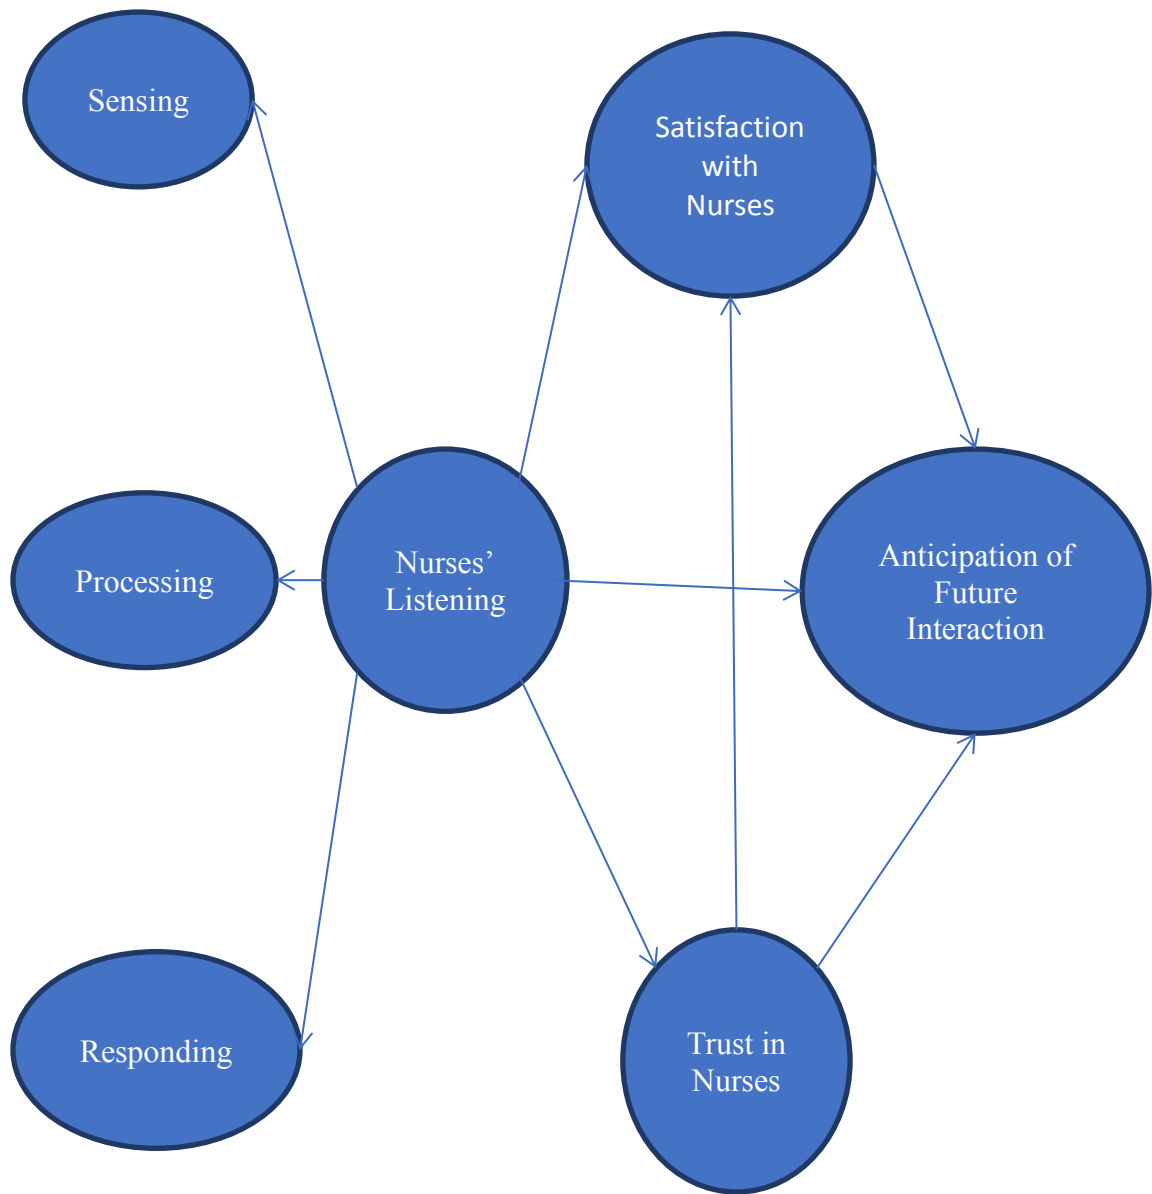 Sensing
Satisfaction
with
Nurses
Processing
Nurses’
Listening
Anticipation of
Future
Interaction
Responding
Trust in
Nurses